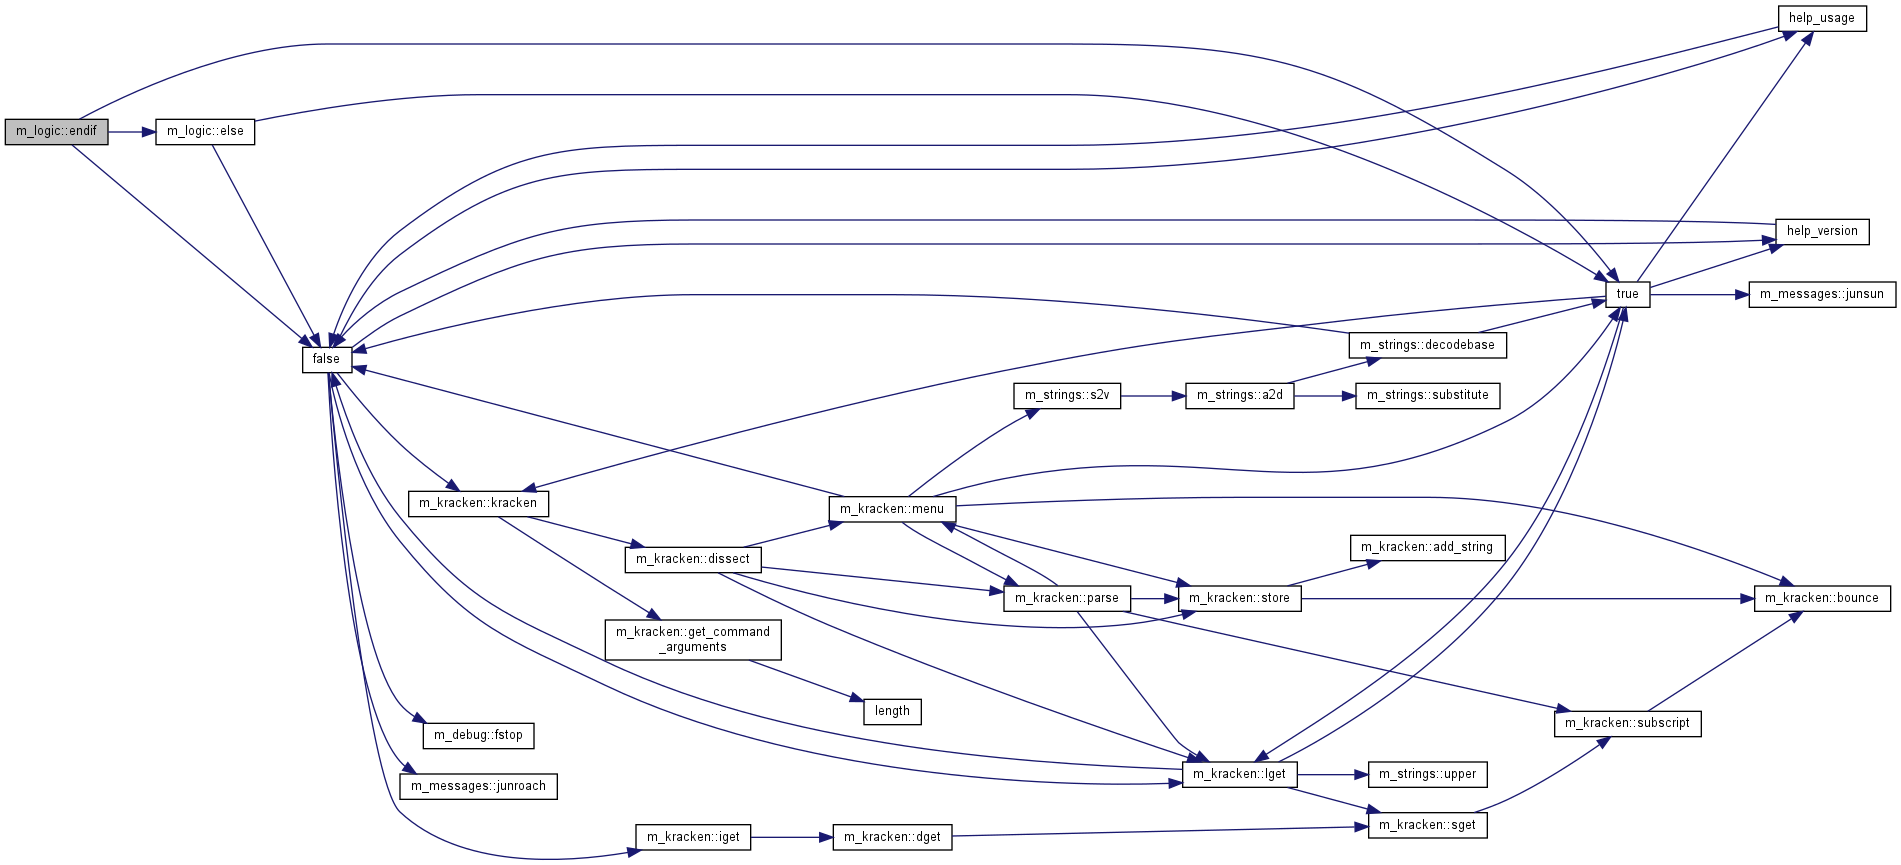 help_usage
m_logic::endif
m_logic::else
help_version
true
m_messages::junsun
false
m_strings::decodebase
m_strings::s2v
m_strings::a2d
m_strings::substitute
m_kracken::kracken
m_kracken::menu
m_kracken::dissect
m_kracken::add_string
m_kracken::parse
m_kracken::store
m_kracken::bounce
m_kracken::get_command
_arguments
length
m_kracken::subscript
m_debug::fstop
m_kracken::lget
m_strings::upper
m_messages::junroach
m_kracken::sget
m_kracken::iget
m_kracken::dget